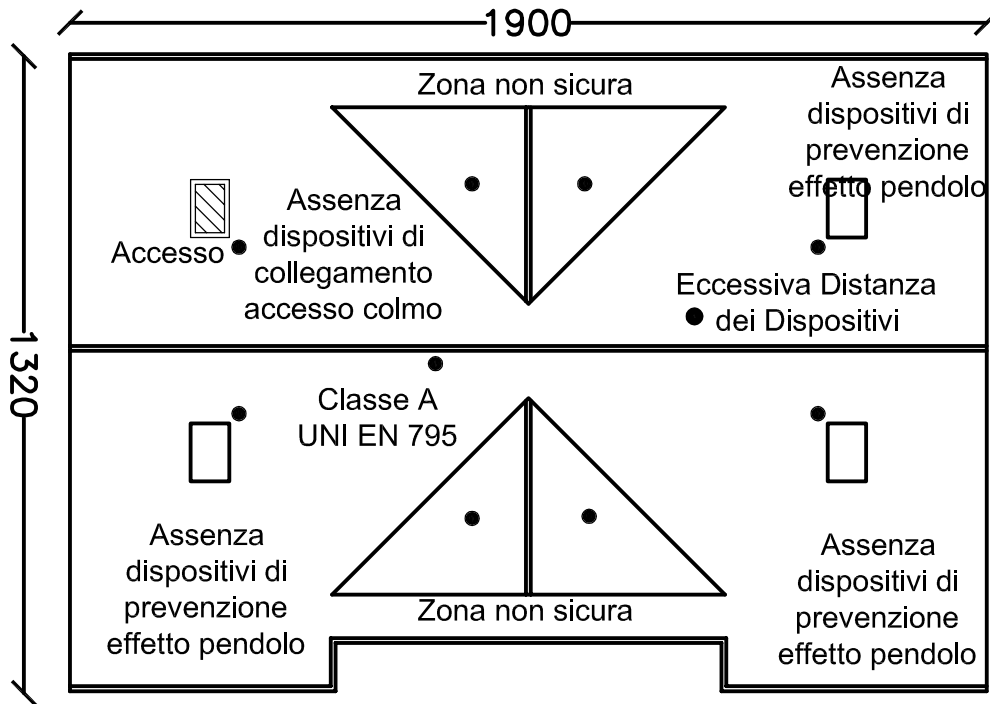 1900
Zona non sicura
Assenza
dispositivi di
prevenzione
effetto pendolo
Assenza
dispositivi di
collegamento
accesso colmo
Accesso
Eccessiva Distanza
dei Dispositivi
1320
Classe A
UNI EN 795
Assenza
dispositivi di
prevenzione
effetto pendolo
Zona non sicura
Assenza
dispositivi di
prevenzione
effetto pendolo